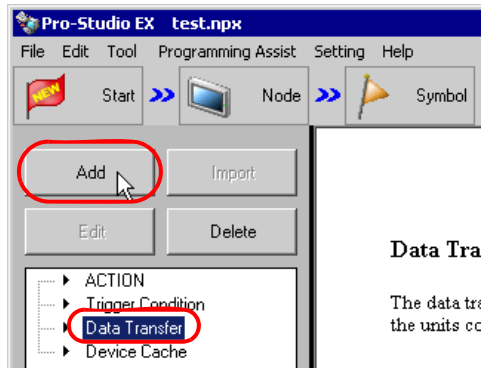 Pro-Studio EX test.npx
File Edit Tool Programming Assist Setting Help
NEW Start Node Symbol
Add Import
Edit Delete
ACTION
Trigger Condition
Data Transfer
Device Cache
Data Tra
The data tra
the units co